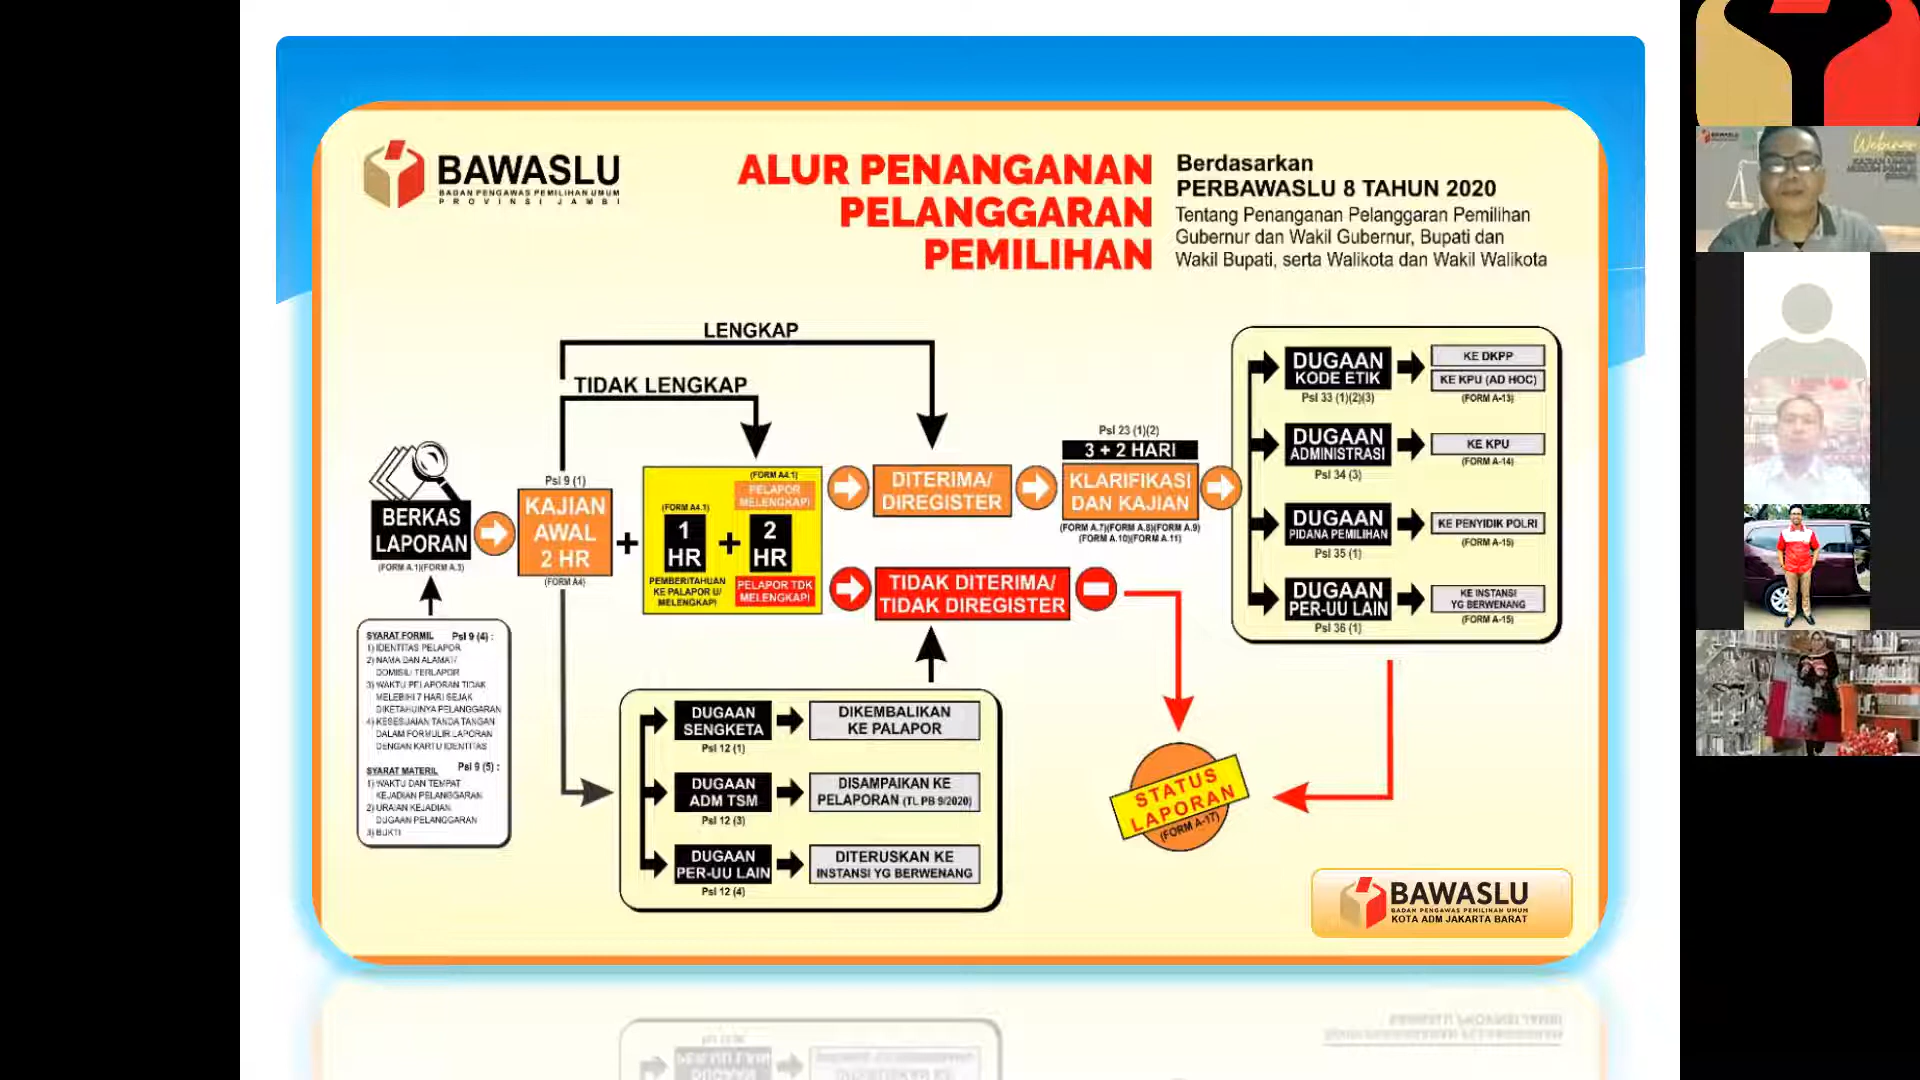 BAWASLU
BADAN PENGAWAS PEMILIHAN UMUM
PROVINSI JAMBI
ALUR PENANGANAN
PELANGGARAN
PEMILIHAN
Berdasarkan
PERBAWASLU 8 TAHUN 2020
Tentang Penanganan Pelanggaran Pemilihan
Gubernur dan Wakil Gubernur, Bupati dan
Wakil Bupati, serta Walikota dan Wakil Walikota
LENGKAP
TIDAK LENGKAP
BERKAS
LAPORAN
(FORM A.1)(FORM A.3)
Psl 9 (1)
KAJIAN
AWAL
2 HR
(FORM A4)
+
(FORM A4.1)
1
HR
PEMBERITAHUAN
KE PALAPOR U/
MELENGKAPI
+
(FORM A4.1)
PELAPOR
MELENGKAPI
2
HR
PELAPOR TDK
MELENGKAPI
DITERIMA/
DIREGISTER
TIDAK DITERIMA/
TIDAK DIREGISTER
Psl 23 (1)(2)
3 + 2 HARI
KLARIFIKASI
DAN KAJIAN
(FORM A.7)(FORM A.8)(FORM A.9)
(FORM A.10)(FORM A.11)
DUGAAN
KODE ETIK
Psl 33 (1)(2)(3)
KE DKPP
KE KPU (AD HOC)
(FORM A-13)
DUGAAN
ADMINISTRASI
Psl 34 (3)
KE KPU
(FORM A-14)
DUGAAN
PIDANA PEMILIHAN
Psl 35 (1)
KE PENYIDIK POLRI
(FORM A-15)
DUGAAN
PER-UU LAIN
Psl 36 (1)
KE INSTANSI
YG BERWENANG
(FORM A-15)
SYARAT FORMIL Psl 9 (4) :
1) IDENTITAS PELAPOR
2) NAMA DAN ALAMAT/
DOMISILI TERLAPOR
3) WAKTU PELAPORAN TIDAK
MELEBIHI 7 HARI SEJAK
DIKETAHUINYA PELANGGARAN
4) KESESUAIAN TANDA TANGAN
DALAM FORMULIR LAPORAN
DENGAN KARTU IDENTITAS
SYARAT MATERIL Psl 9 (5) :
1) WAKTU DAN TEMPAT
KEJADIAN PELANGGARAN
2) URAIAN KEJADIAN
DUGAAN PELANGGARAN
3) BUKTI
DUGAAN
SENGKETA
Psl 12 (1)
DIKEMBALIKAN
KE PALAPOR
DUGAAN
ADM TSM
Psl 12 (3)
DISAMPAIKAN KE
PELAPORAN (TL PB 9/2020)
DUGAAN
PER-UU LAIN
Psl 12 (4)
DITERUSKAN KE
INSTANSI YG BERWENANG
STATUS
LAPORAN
(FORM A-17)
BAWASLU
BADAN PENGAWAS PEMILIHAN UMUM
KOTA ADM JAKARTA BARAT
Webinar